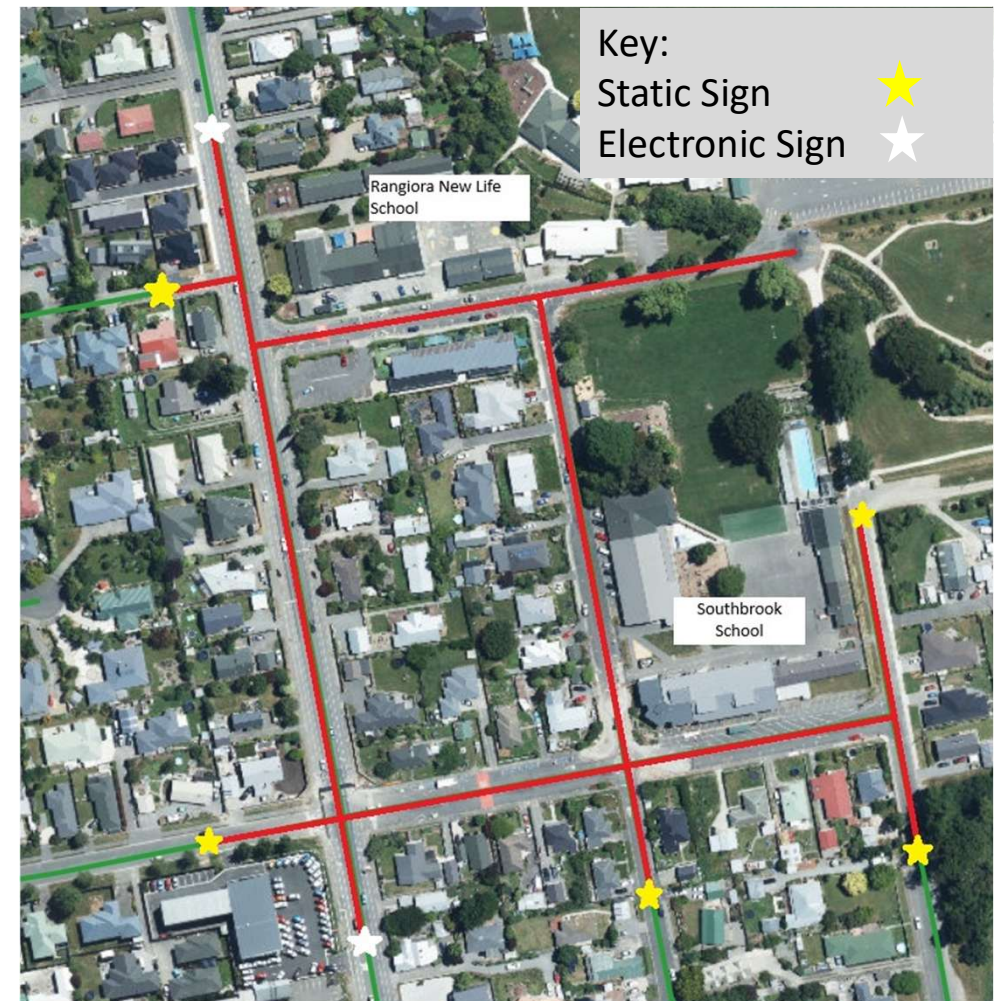 Key:
Static Sign
Electronic Sign
Rangiora New Life
School
Southbrook
School